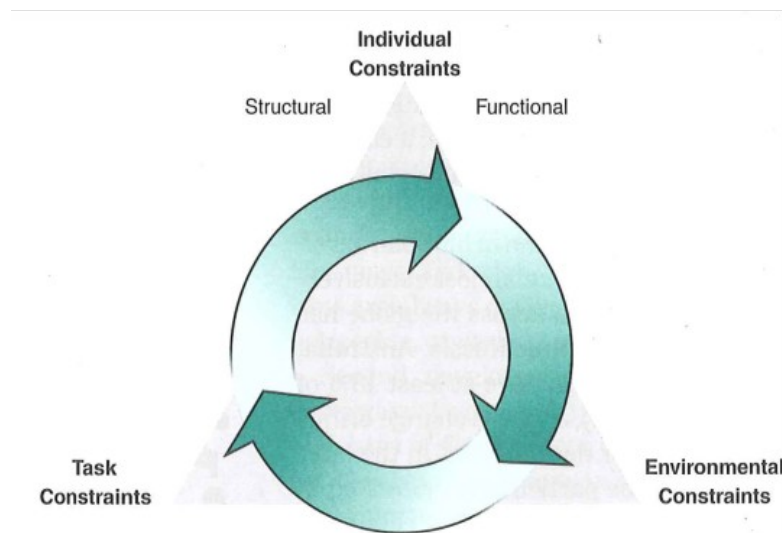 Individual
Constraints
Structural
Functional
Task
Constraints
Environmental
Constraints